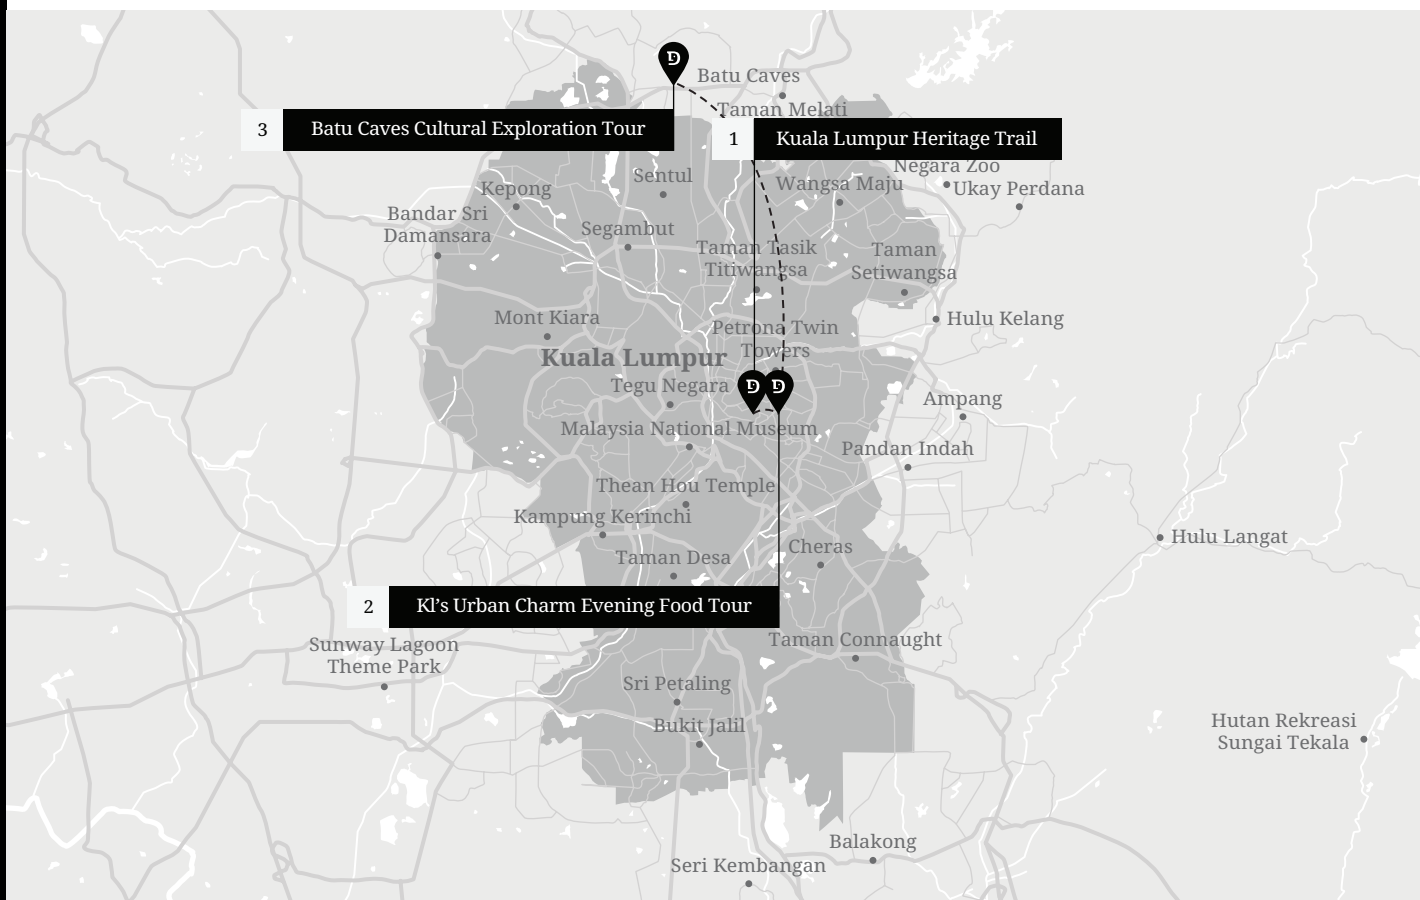 D
Batu Caves
Taman Melati
3
Batu Caves Cultural Exploration Tour
1
Kuala Lumpur Heritage Trail
Negara Zoo
Sentul
Wangsa Maju
Ukay Perdana
Kepong
Bandar Sri
Damansara
Segambut
Taman Tasik
Titiwangsa
Taman
Setiwangsa
Mont Kiara
Hulu Kelang
Petrona Twin
Towers
Kuala Lumpur
Tegu Negara
D
D
Ampang
Malaysia National Museum
Pandan Indah
Thean Hou Temple
Kampung Kerinchi
Hulu Langat
Cheras
Taman Desa
2
Kl’s Urban Charm Evening Food Tour
Sunway Lagoon
Theme Park
Taman Connaught
Sri Petaling
Bukit Jalil
Hutan Rekreasi
Sungai Tekala
Balakong
Seri Kembangan